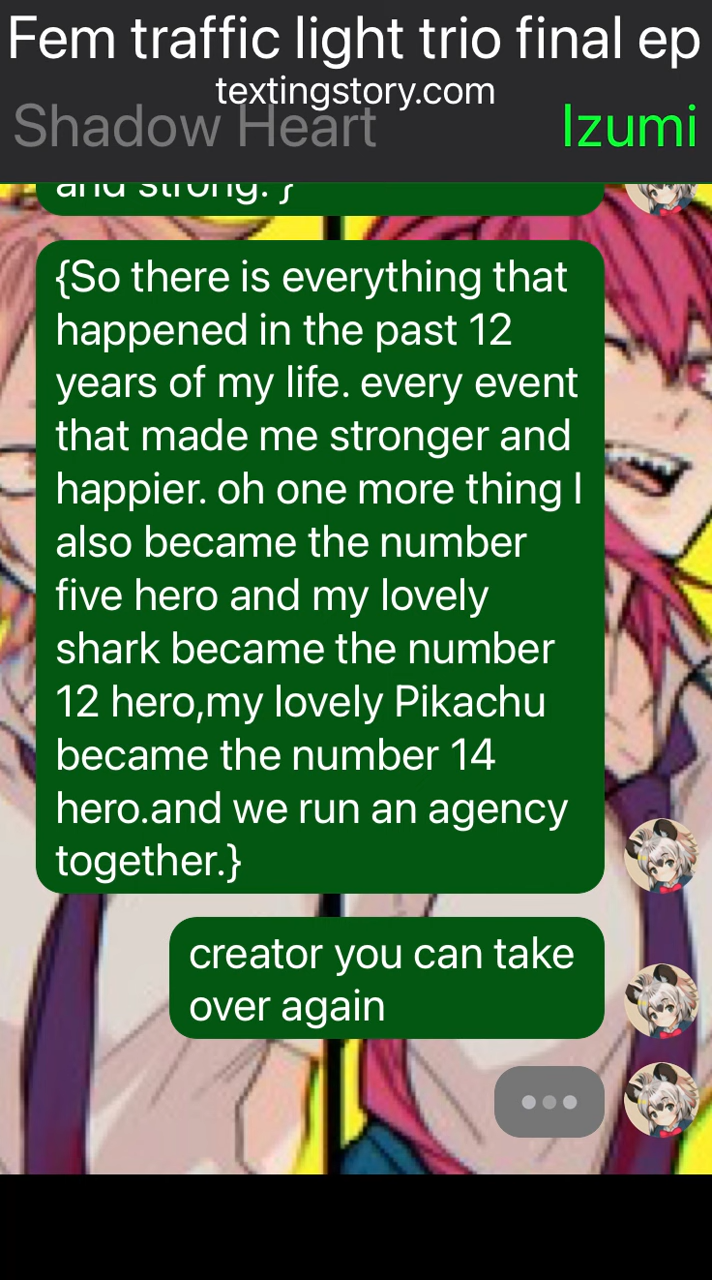 Fem traffic light trio final ep
textingstory.com
Shadow Heart
Izumi
and strong. }
{So there is everything that
happened in the past 12
years of my life. every event
that made me stronger and
happier. oh one more thing I
also became the number
five hero and my lovely
shark became the number
12 hero,my lovely Pikachu
became the number 14
hero.and we run an agency
together.}
creator you can take
over again